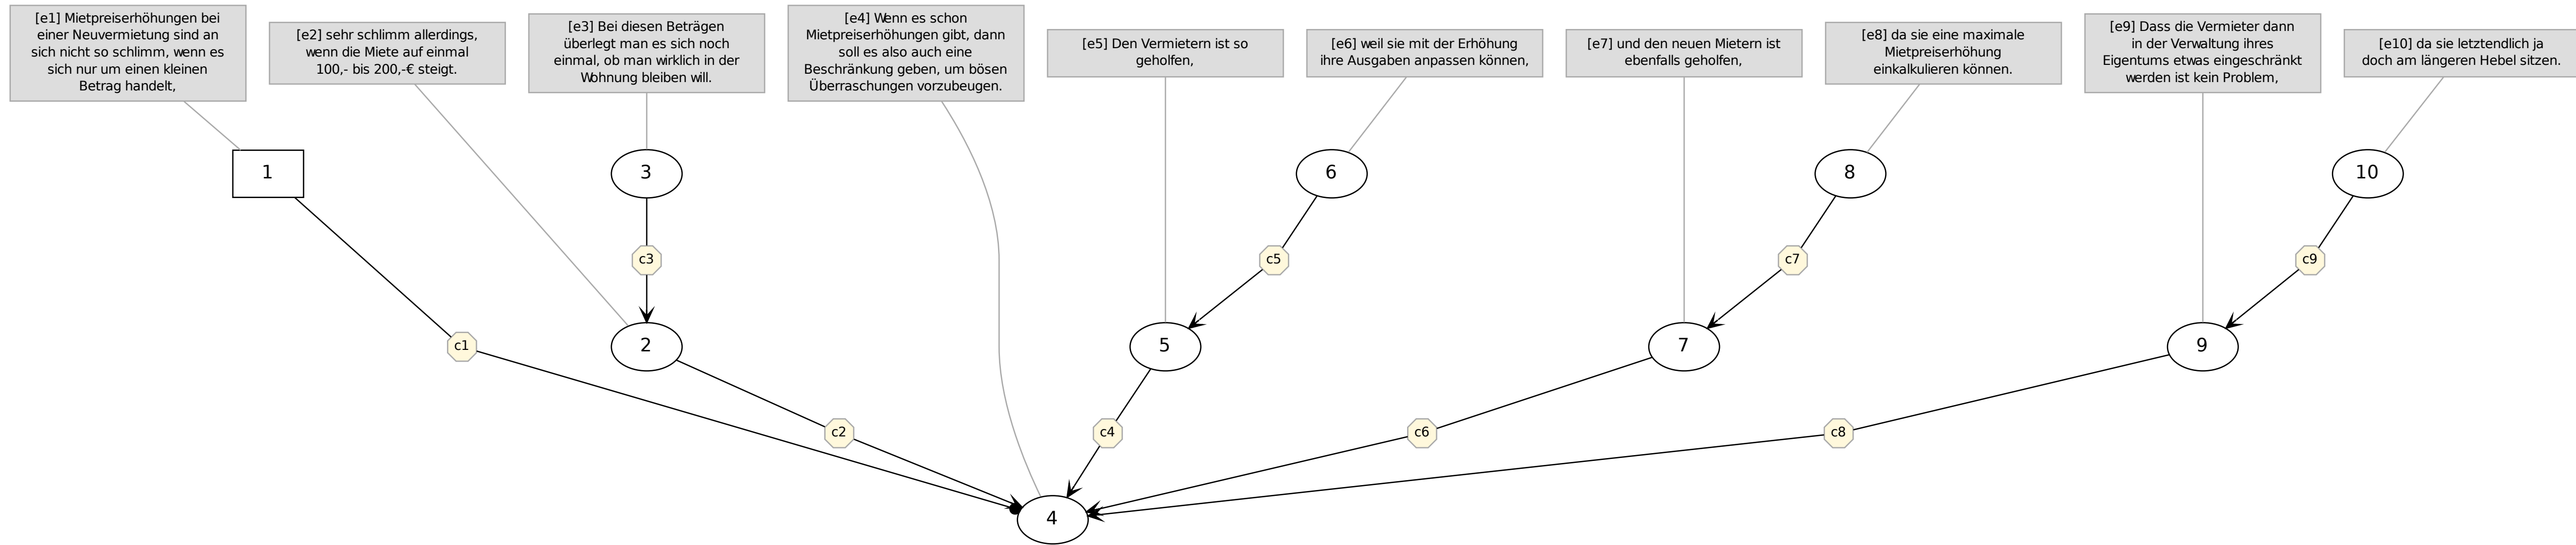 [e1] Mietpreiserhöhungen bei
einer Neuvermietung sind an
sich nicht so schlimm, wenn es
sich nur um einen kleinen
Betrag handelt,
[e2] sehr schlimm allerdings,
wenn die Miete auf einmal
100,- bis 200,-€ steigt.
[e3] Bei diesen Beträgen
überlegt man es sich noch
einmal, ob man wirklich in der
Wohnung bleiben will.
[e4] Wenn es schon
Mietpreiserhöhungen gibt, dann
soll es also auch eine
Beschränkung geben, um bösen
Überraschungen vorzubeugen.
[e5] Den Vermietern ist so
geholfen,
[e6] weil sie mit der Erhöhung
ihre Ausgaben anpassen können,
[e7] und den neuen Mietern ist
ebenfalls geholfen,
[e8] da sie eine maximale
Mietpreiserhöhung
einkalkulieren können.
[e9] Dass die Vermieter dann
in der Verwaltung ihres
Eigentums etwas eingeschränkt
werden ist kein Problem,
[e10] da sie letztendlich ja
doch am längeren Hebel sitzen.
1
3
6
8
10
c3
c5
c7
c9
c1
2
5
7
9
c2
c4
c6
c8
4